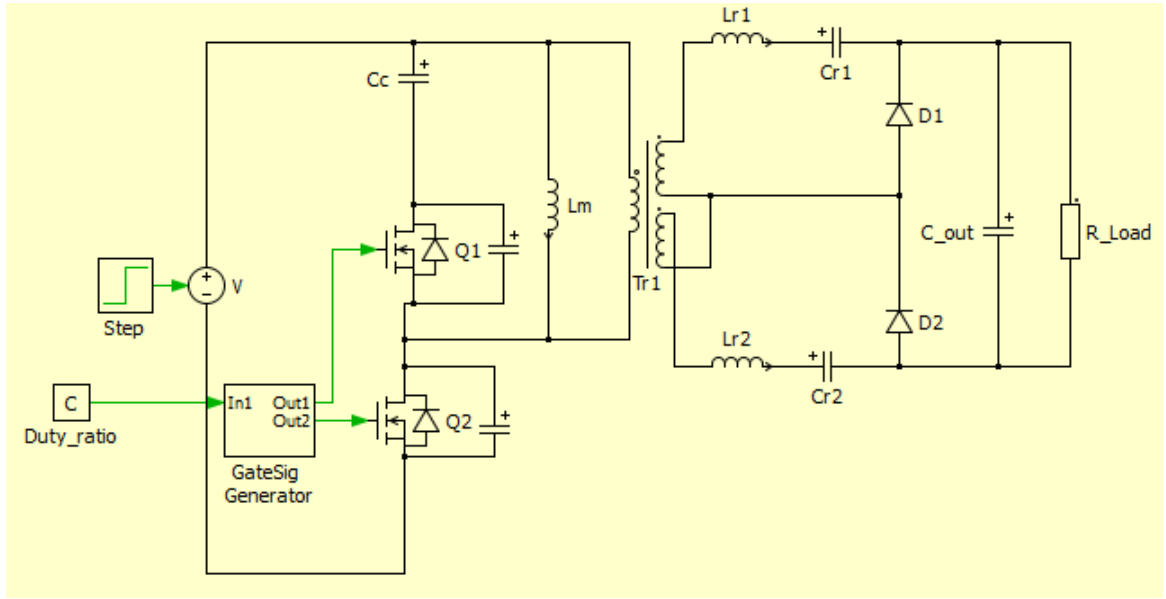 Lr1
Cc
+
+
Cr1
D1
Lm
Q1
+
C_out
+
R_Load
Tr1
+
−
V
Step
D2
Lr2
+
Cr2
C
In1
Out1
Out2
Q2
+
Duty_ratio
GateSig
Generator